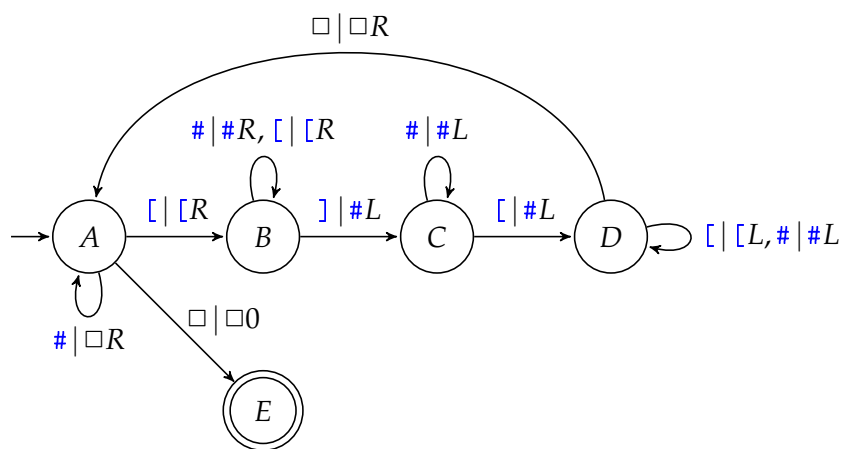 □|□R
#|#R, [|[R
#|#L
[|[R
]|#L
[|#L
A
B
C
D
[|[L, #|#L
#|□R
□|□0
E